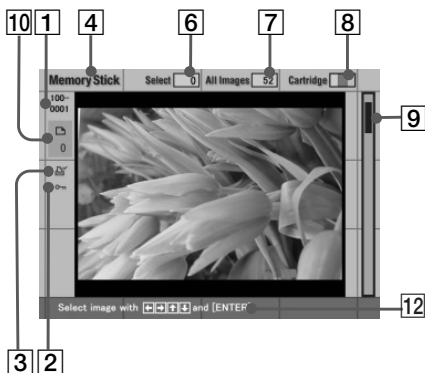 10 1 4 6 7 8
Memory Stick Select 0 All Images 52 Cartridge
100-
0001
9
0
Select image with ←→↑↓ and [ENTER]
12
3 2